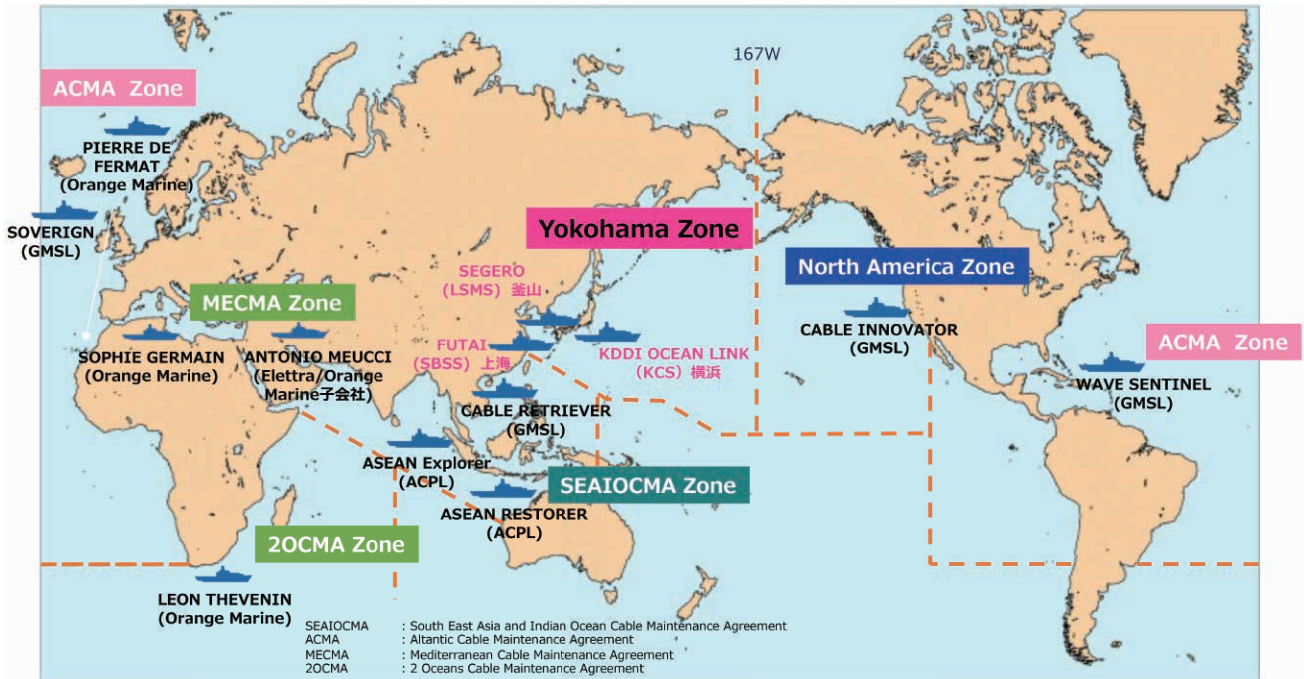 167W
ACMA Zone
PIERRE DE
FERMAT
(Orange Marine)
SOVERIGN
(GMSL)
Yokohama Zone
North America Zone
SEGERO
(LSMS) 釜山
MECMA Zone
CABLE INNOVATOR
(GMSL)
SOPHIE GERMAIN
(Orange Marine)
ANTONIO MEUCCI
(Elettra/Orange
Marine子会社)
FUTAI
(SBSS) 上海
KDDI OCEAN LINK
(KCS) 横浜
ACMA Zone
WAVE SENTINEL
(GMSL)
CABLE RETRIEVER
(GMSL)
ASEAN Explorer
(ACPL)
SEAIOCMA Zone
ASEAN RESTORER
(ACPL)
2OCMA Zone
LEON THEVENIN
(Orange Marine)
SEAIOCMA : South East Asia and Indian Ocean Cable Maintenance Agreement
ACMA : Altantic Cable Maintenance Agreement
MECMA : Mediterranean Cable Maintenance Agreement
2OCMA : 2 Oceans Cable Maintenance Agreement